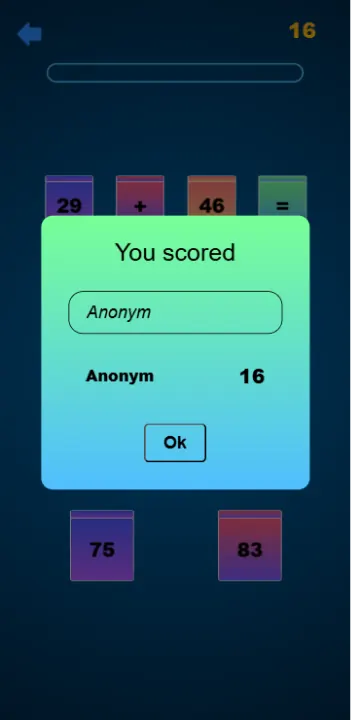 16
29 + 46 =
You scored
Anonym
Anonym 16
Ok
75 83